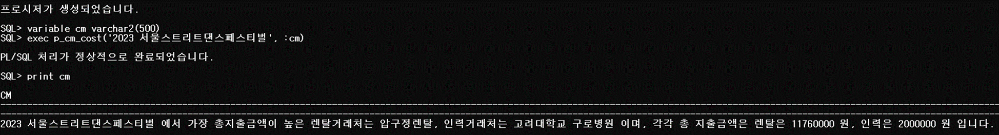 프로시저가 생성되었습니다.
SQL> variable cm varchar2(500)
SQL> exec p_cm_cost('2023 서울스트리트댄스페스티벌', :cm)
PL/SQL 처리가 정상적으로 완료되었습니다.
SQL> print cm
CM
--------------------------------------------------------------------------------
--------------------------------------------------------------------------------
2023 서울스트리트댄스페스티벌 에서 가장 총지출금액이 높은 렌탈거래처는 압구정렌탈, 인력거래처는 고려대학교 구로병원 이며, 각각 총 지출금액은 렌탈은 11760000 원, 인력은 2000000 원 입니다.